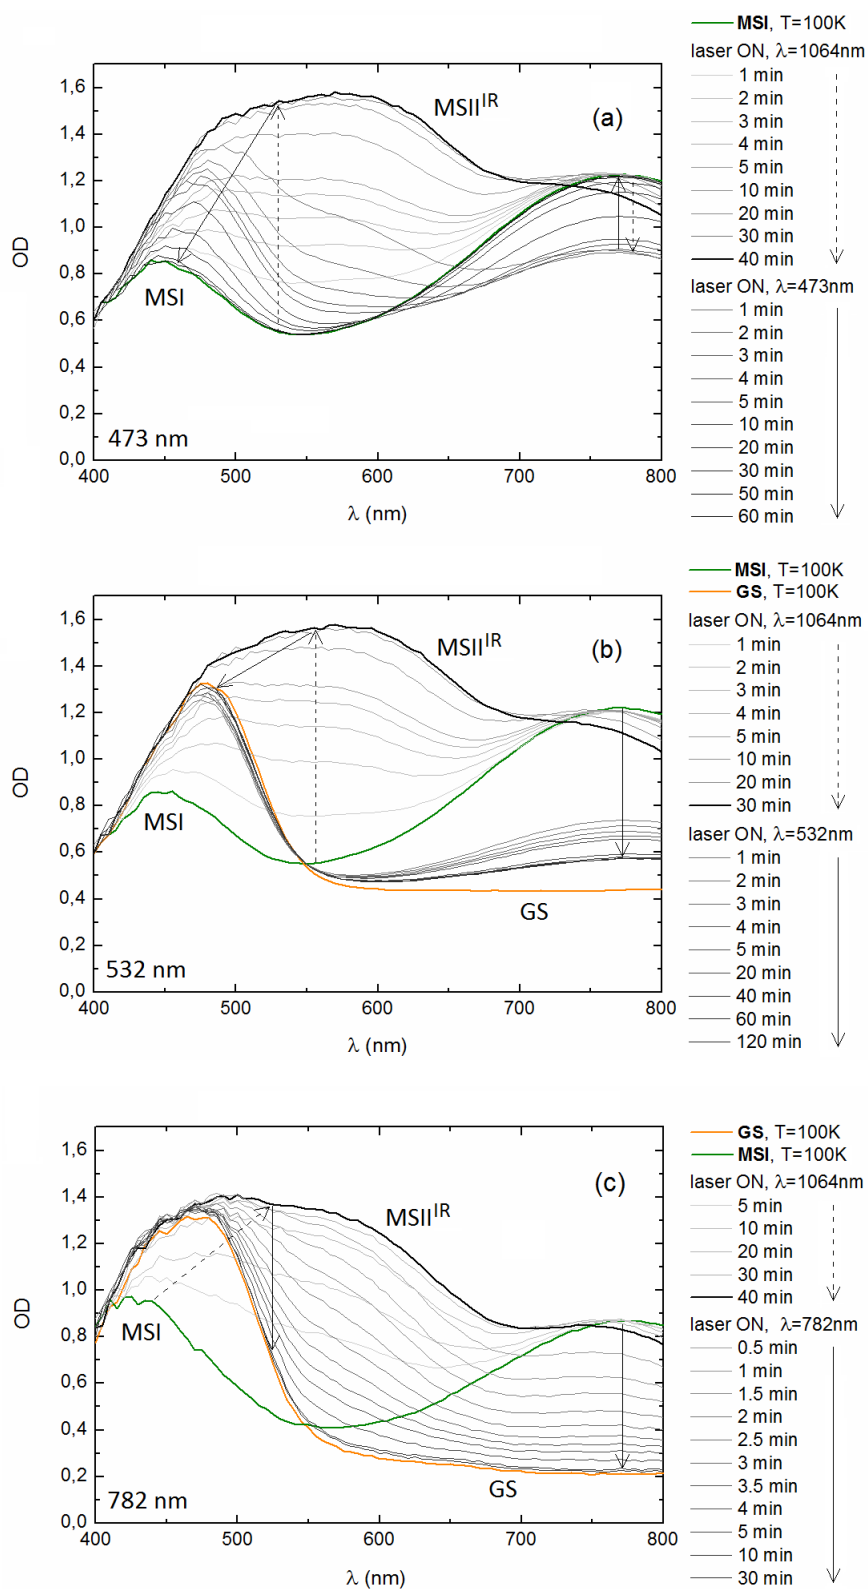 MSI, T=100K
laser ON, λ=1064nm
1 min
2 min
3 min
4 min
5 min
10 min
20 min
30 min
40 min
laser ON, λ=473nm
1 min
2 min
3 min
4 min
5 min
10 min
20 min
30 min
50 min
60 min
1,6
1,4
1,2
1,0
0,8
0,6
0,4
0,2
0,0
OD
MSII^IR
(a)
MSI
473 nm
400 500 600 700 800
λ (nm)
MSI, T=100K
GS, T=100K
laser ON, λ=1064nm
1 min
2 min
3 min
4 min
5 min
10 min
20 min
30 min
laser ON, λ=532nm
1 min
2 min
3 min
4 min
5 min
20 min
40 min
60 min
120 min
1,6
1,4
1,2
1,0
0,8
0,6
0,4
0,2
0,0
OD
MSII^IR
(b)
MSI
GS
532 nm
400 500 600 700 800
λ (nm)
GS, T=100K
MSI, T=100K
laser ON, λ=1064nm
5 min
10 min
20 min
30 min
40 min
laser ON, λ=782nm
0.5 min
1 min
1.5 min
2 min
2.5 min
3 min
3.5 min
4 min
5 min
10 min
30 min
1,6
1,4
1,2
1,0
0,8
0,6
0,4
0,2
0,0
OD
(c)
MSII^IR
MSI
GS
782 nm
400 500 600 700 800
λ (nm)